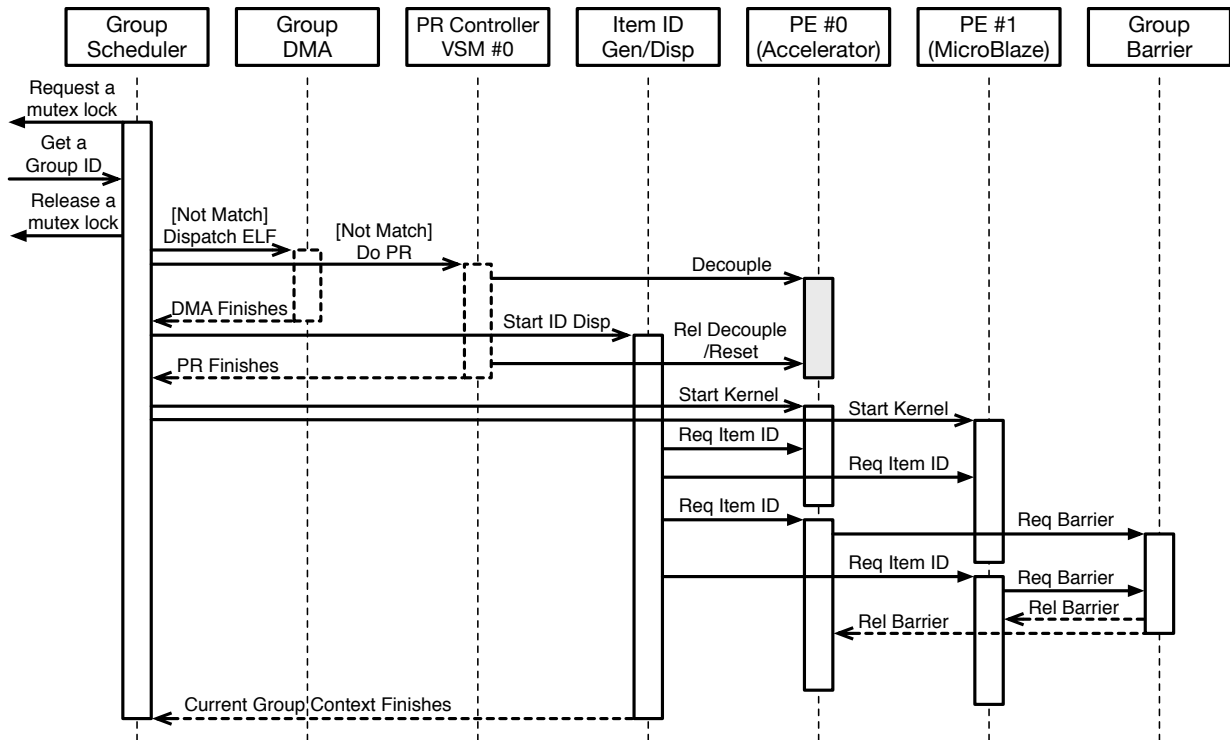 Group
Scheduler
Group
DMA
PR Controller
VSM #0
Item ID
Gen/Disp
PE #0
(Accelerator)
PE #1
(MicroBlaze)
Group
Barrier
Request a
mutex lock
Get a
Group ID
Release a
mutex lock
[Not Match]
Dispatch ELF
[Not Match]
Do PR
Decouple
DMA Finishes
Start ID Disp
Rel Decouple
/Reset
PR Finishes
Start Kernel
Start Kernel
Req Item ID
Req Item ID
Req Item ID
Req Barrier
Req Item ID
Req Barrier
Rel Barrier
Rel Barrier
Current Group Context Finishes